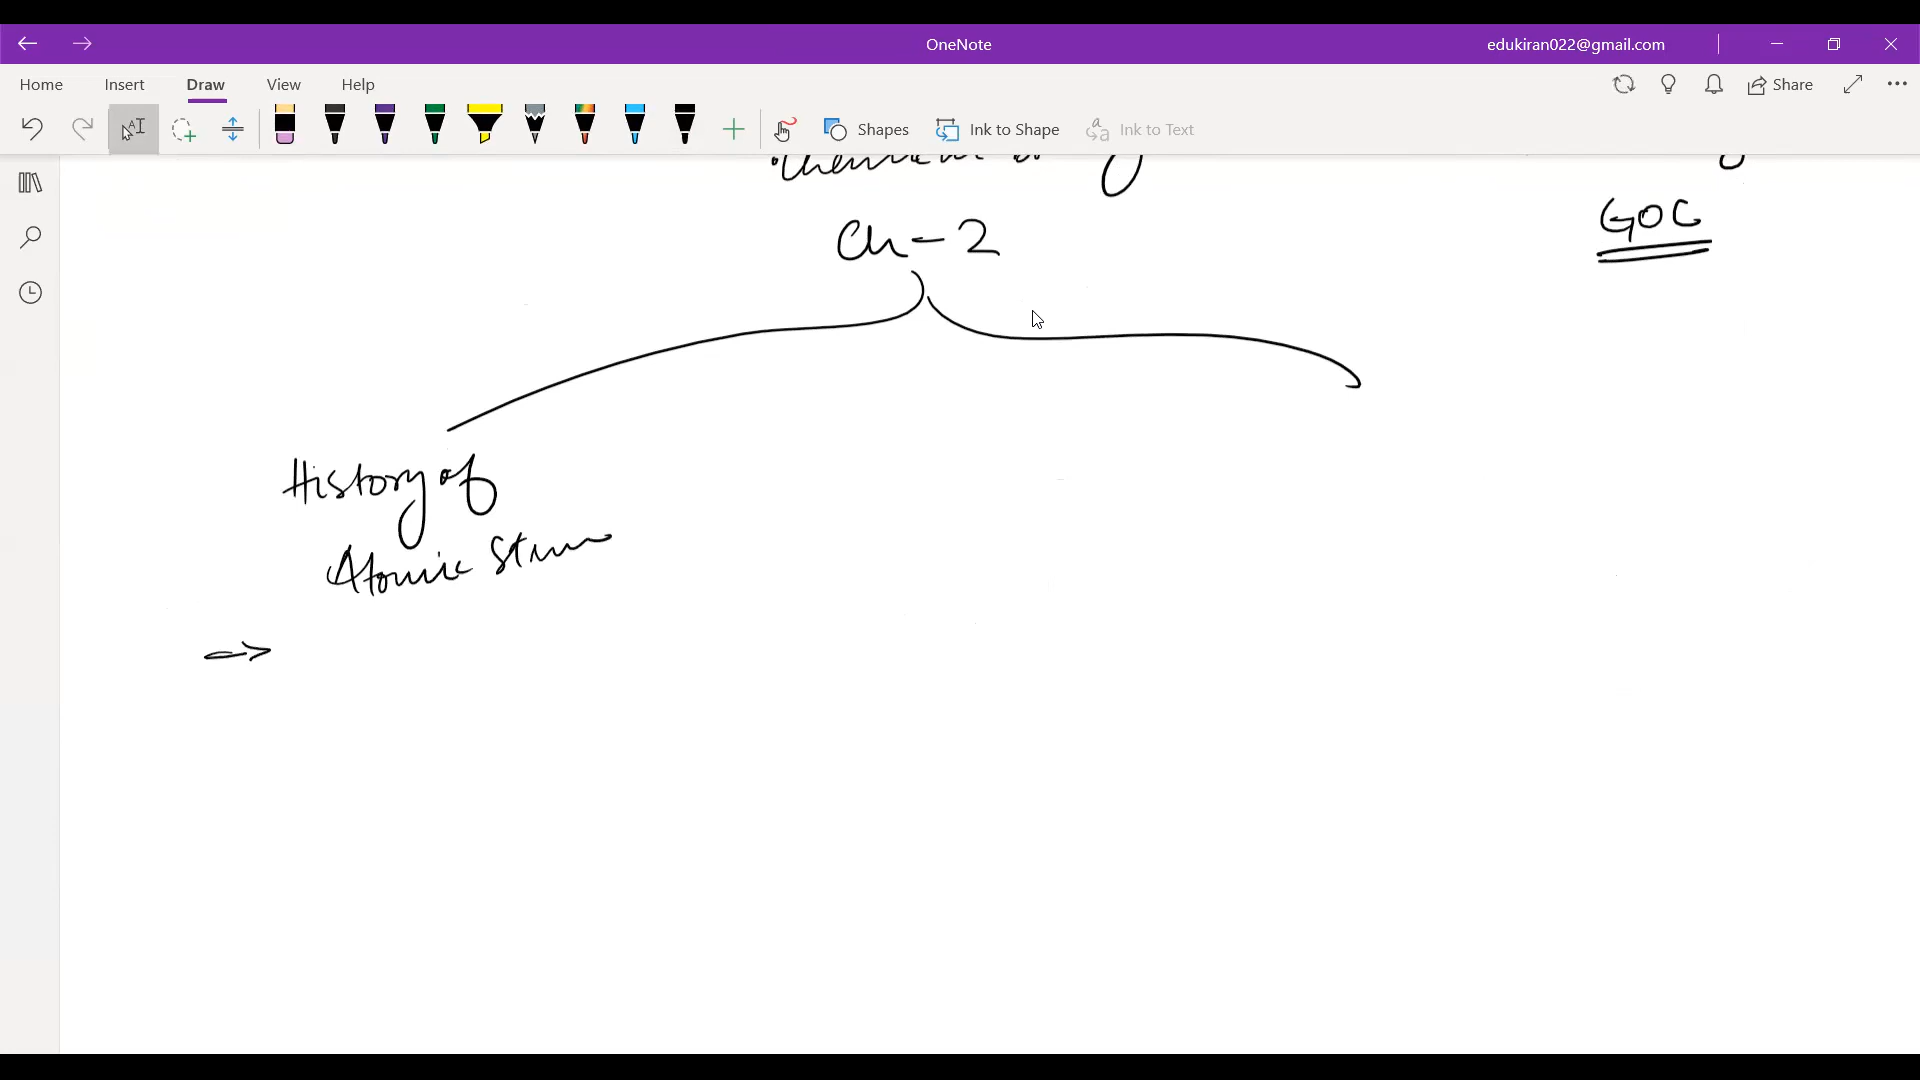 OneNote
edukiran022@gmail.com
Home Insert Draw View Help
Share
Shapes Ink to Shape Ink to Text
GOC
Ch-2
History of
Atomic